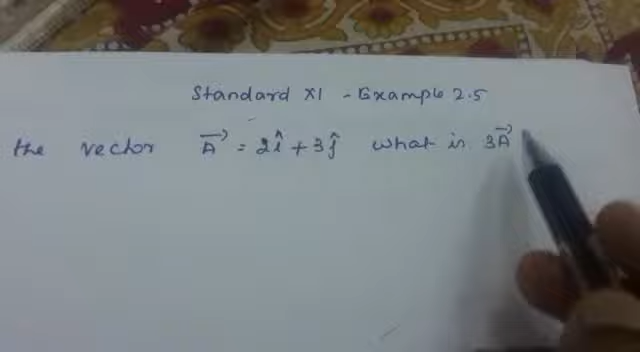 Standard XI - Example 2.5
the vector A⃗ = 2î + 3ĵ what is 3A⃗